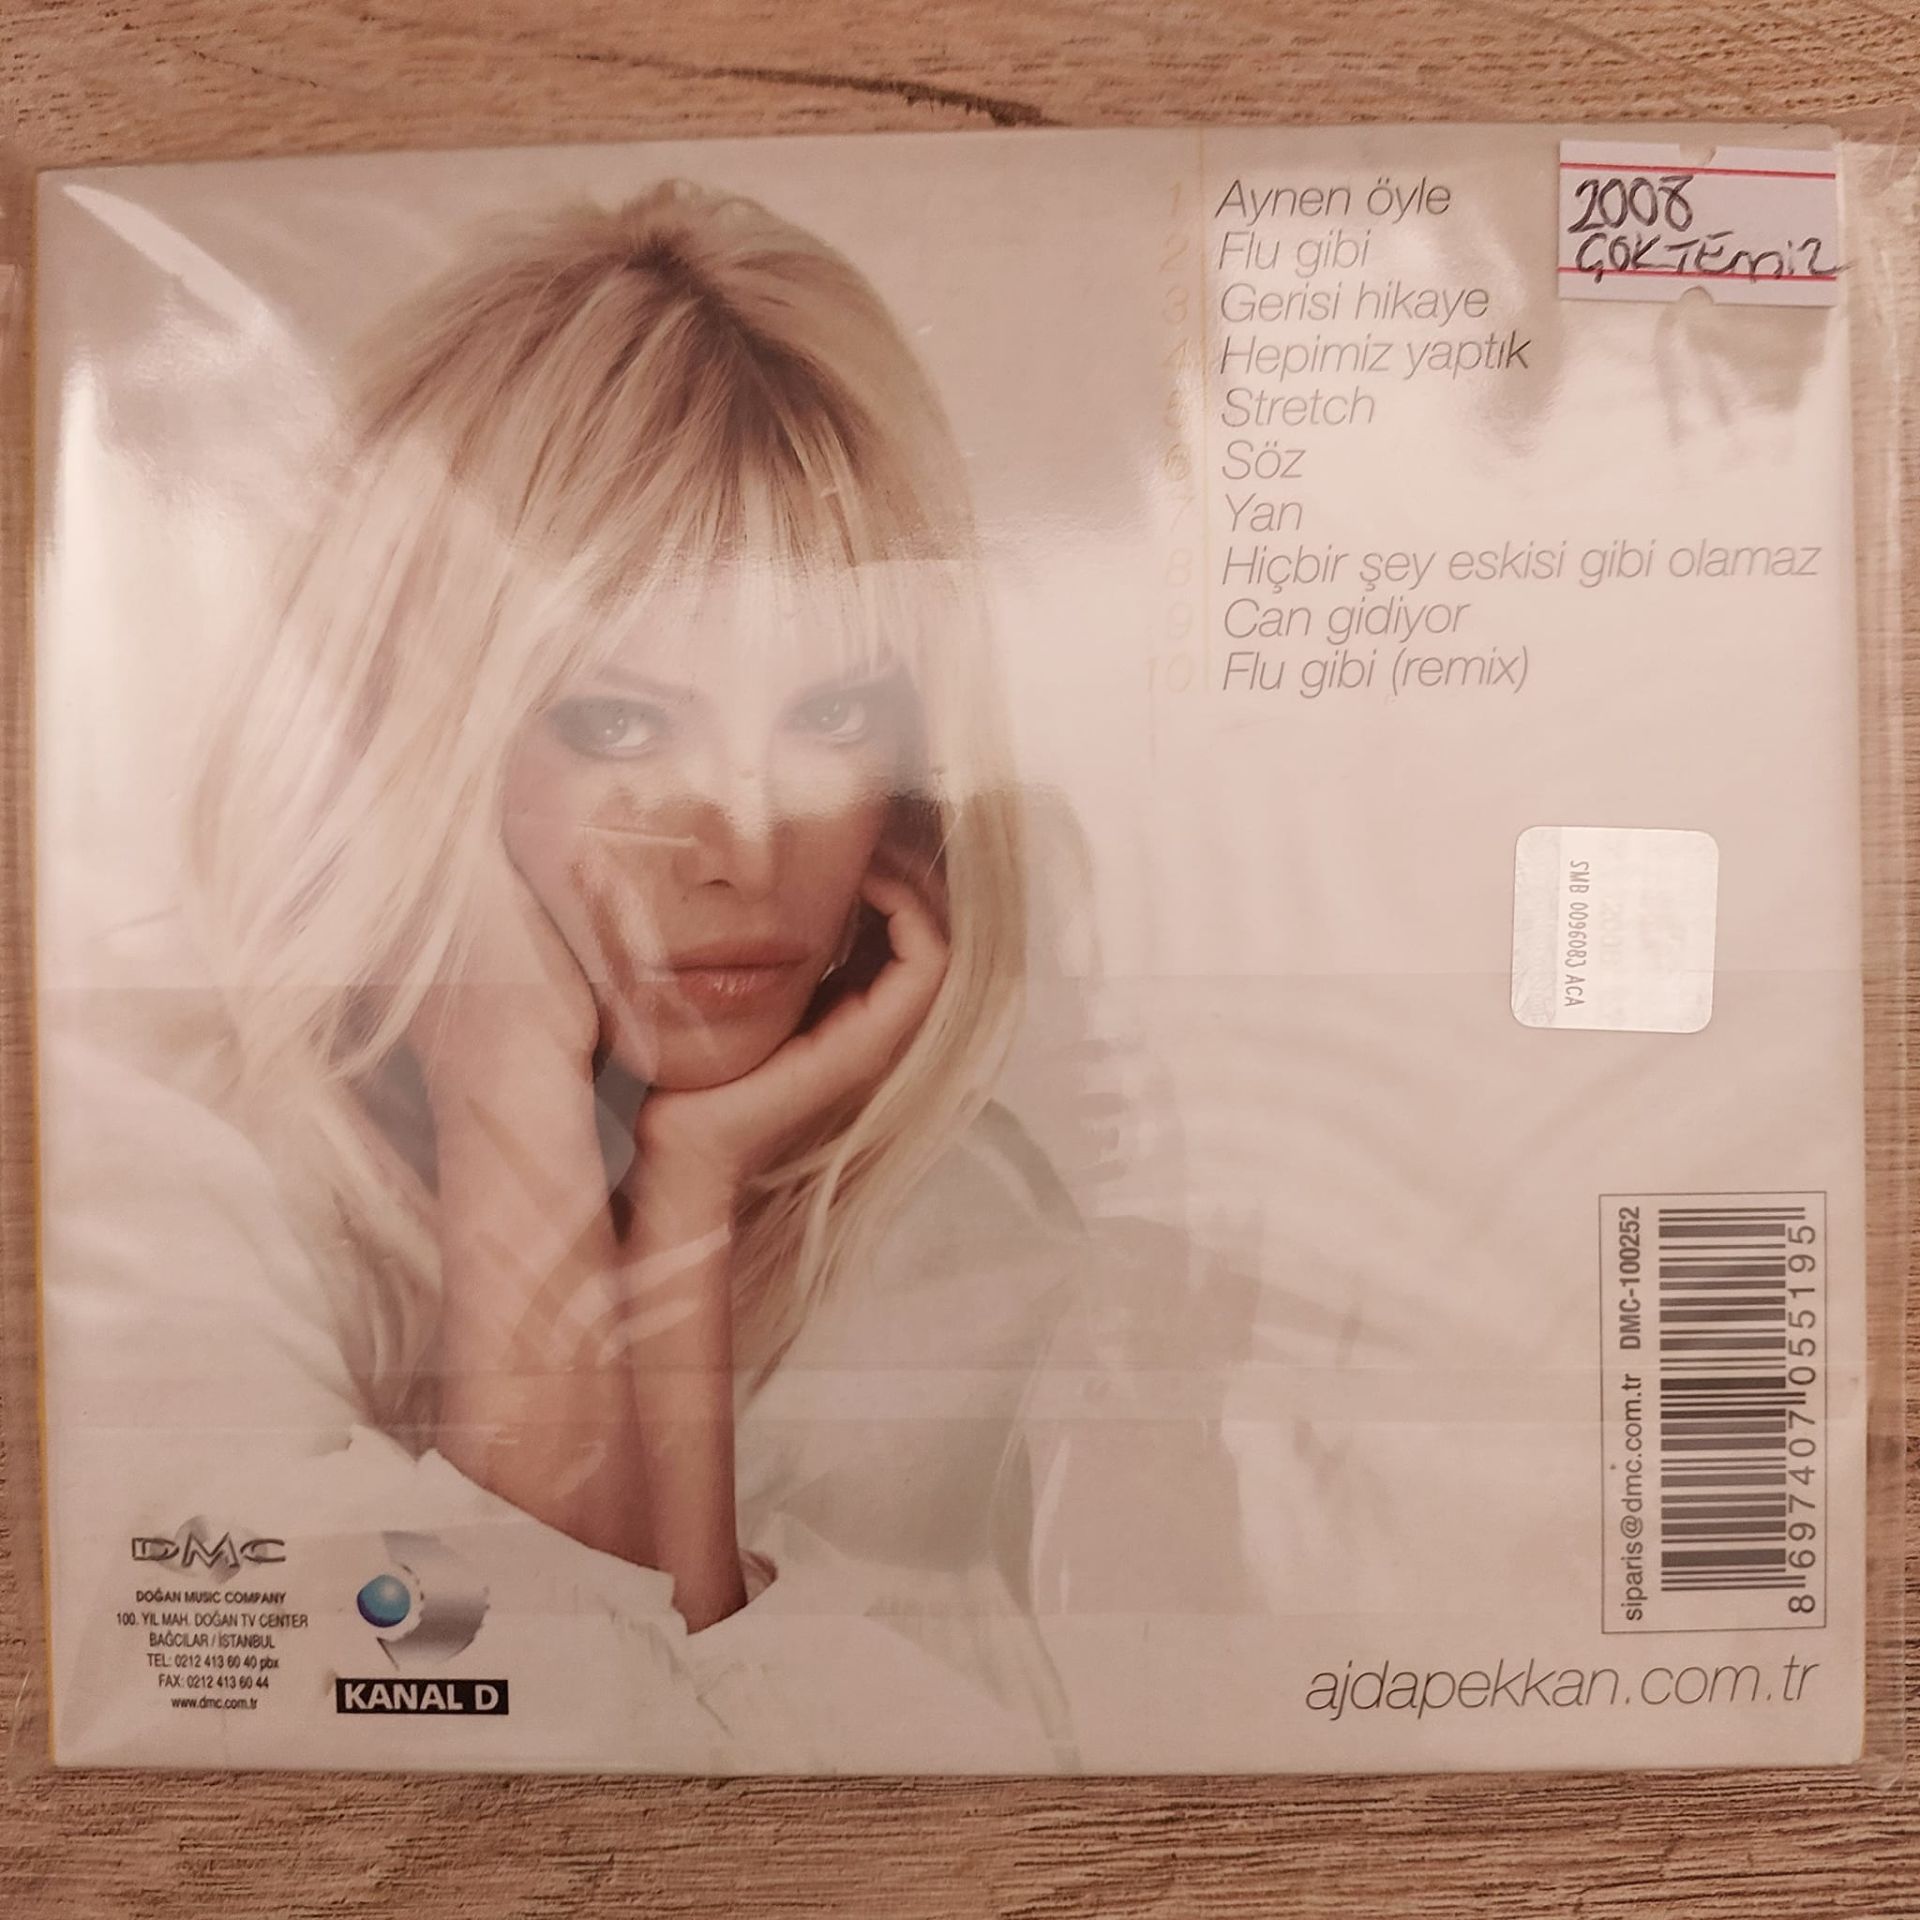 1 Aynen öyle
2 Flu gibi
3 Gerisi hikaye
4 Hepimiz yaptık
5 Stretch
6 Söz
7 Yan
8 Hiçbir şey eskisi gibi olamaz
9 Can gidiyor
10 Flu gibi (remix)
2008
ÇOK TEmiz
SMB 0096083 ACA
siparis@dmc.com.tr DMC-100252
8 697407 055195
DMC
DOĞAN MUSIC COMPANY
100. YIL MAH. DOĞAN TV CENTER
BAĞCILAR / İSTANBUL
TEL: 0212 413 60 40 pbx
FAX: 0212 413 60 44
www.dmc.com.tr
KANAL D
ajdapekkan.com.tr